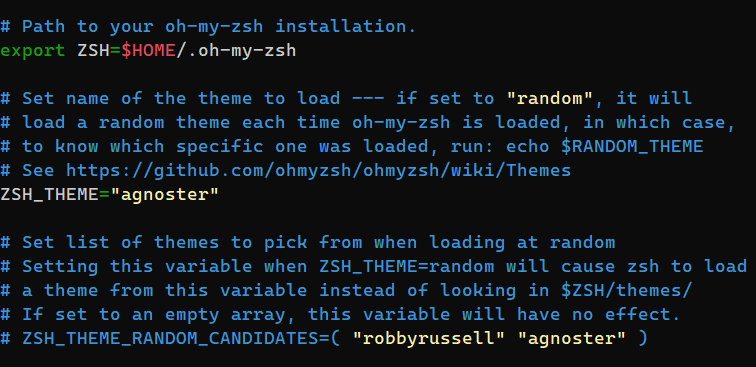 # Path to your oh-my-zsh installation.
export ZSH=$HOME/.oh-my-zsh
# Set name of the theme to load --- if set to "random", it will
# load a random theme each time oh-my-zsh is loaded, in which case,
# to know which specific one was loaded, run: echo $RANDOM_THEME
# See https://github.com/ohmyzsh/ohmyzsh/wiki/Themes
ZSH_THEME="agnoster"
# Set list of themes to pick from when loading at random
# Setting this variable when ZSH_THEME=random will cause zsh to load
# a theme from this variable instead of looking in $ZSH/themes/
# If set to an empty array, this variable will have no effect.
# ZSH_THEME_RANDOM_CANDIDATES=( "robbyrussell" "agnoster" )